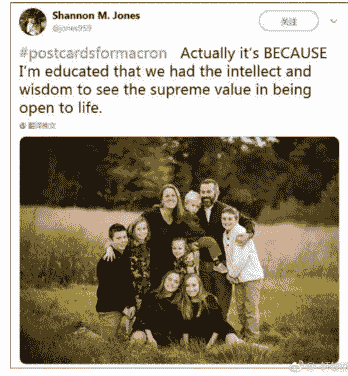 Shannon M. Jones
@jones959
关注
#postcardsformacron Actually it's BECAUSE
I'm educated that we had the intellect and
wisdom to see the supreme value in being
open to life.
翻译推文